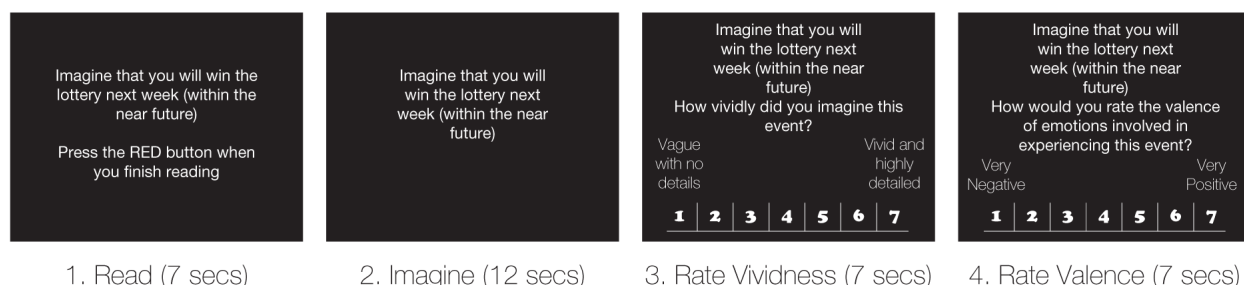 Imagine that you will win the
lottery next week (within the
near future)
Press the RED button when
you finish reading
1. Read (7 secs)
Imagine that you will
win the lottery next
week (within the near
future)
2. Imagine (12 secs)
Imagine that you will
win the lottery next
week (within the near
future)
How vividly did you imagine this
event?
Vague
with no
details
Vivid and
highly
detailed
1 2 3 4 5 6 7
3. Rate Vividness (7 secs)
Imagine that you will
win the lottery next
week (within the near
future)
How would you rate the valence
of emotions involved in
experiencing this event?
Very
Negative
Very
Positive
1 2 3 4 5 6 7
4. Rate Valence (7 secs)